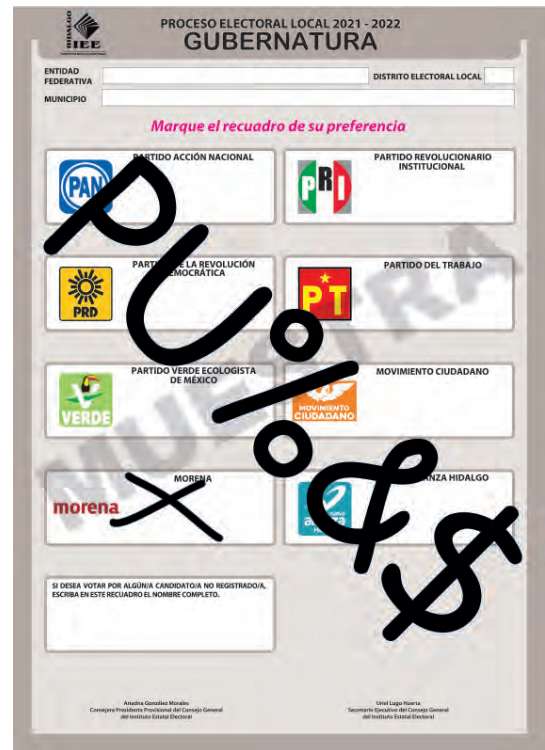 HIDALGO
IEE
PROCESO ELECTORAL LOCAL 2021 - 2022
GUBERNATURA
ENTIDAD FEDERATIVA
DISTRITO ELECTORAL LOCAL
MUNICIPIO
Marque el recuadro de su preferencia
PAN
PARTIDO ACCIÓN NACIONAL
PRI
PARTIDO REVOLUCIONARIO
INSTITUCIONAL
PRD
DE LA REVOLUCIÓN
PT
PARTIDO DEL TRABAJO
VERDE
PARTIDO VERDE ECOLOGISTA
DE MÉXICO
MOVIMIENTO
CIUDADANO
MOVIMIENTO CIUDADANO
morena
MORENA
HIDALGO
SI DESEA VOTAR POR ALGÚN/A CANDIDATO/A NO REGISTRADO/A,
ESCRIBA EN ESTE RECUADRO EL NOMBRE COMPLETO.
Ariadna González Morales
Consejera Presidenta Provisional del Consejo General
del Instituto Estatal Electoral
Uriel Lugo Huerta
Secretario Ejecutivo del Consejo General
del Instituto Estatal Electoral
MUESTRA
PU%&$
X